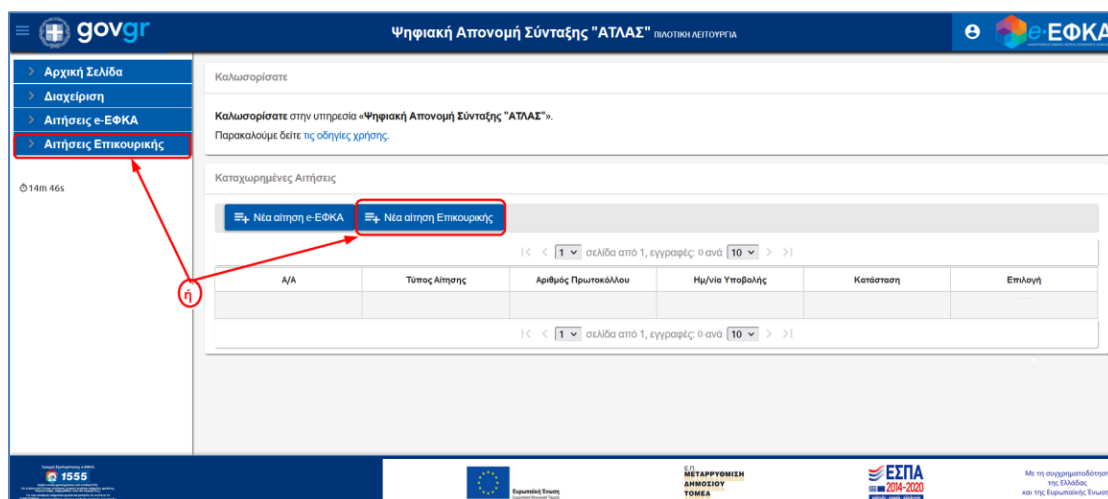 govgr
Ψηφιακή Απονομή Σύνταξης "ΑΤΛΑΣ" ΠΙΛΟΤΙΚΗ ΛΕΙΤΟΥΡΓΙΑ
e-ΕΦΚΑ
Αρχική Σελίδα
Διαχείριση
Αιτήσεις e-ΕΦΚΑ
Αιτήσεις Επικουρικής
14m 46s
Καλωσορίσατε
Καλωσορίσατε στην υπηρεσία «Ψηφιακή Απονομή Σύνταξης "ΑΤΛΑΣ"».
Παρακαλούμε δείτε τις οδηγίες χρήσης.
Καταχωρημένες Αιτήσεις
Νέα αίτηση e-ΕΦΚΑ
Νέα αίτηση Επικουρικής
1 σελίδα από 1, εγγραφές: 0 ανά 10
Α/Α Τύπος Αίτησης Αριθμός Πρωτοκόλλου Ημ/νία Υποβολής Κατάσταση Επιλογή
ή
1 σελίδα από 1, εγγραφές: 0 ανά 10
1555
Ευρωπαϊκή Ένωση
Ε.Π.
ΜΕΤΑΡΡΥΘΜΙΣΗ
ΔΗΜΟΣΙΟΥ
ΤΟΜΕΑ
ΕΣΠΑ
2014-2020
Με τη συγχρηματοδότηση
της Ελλάδας
και της Ευρωπαϊκής Ένωσης